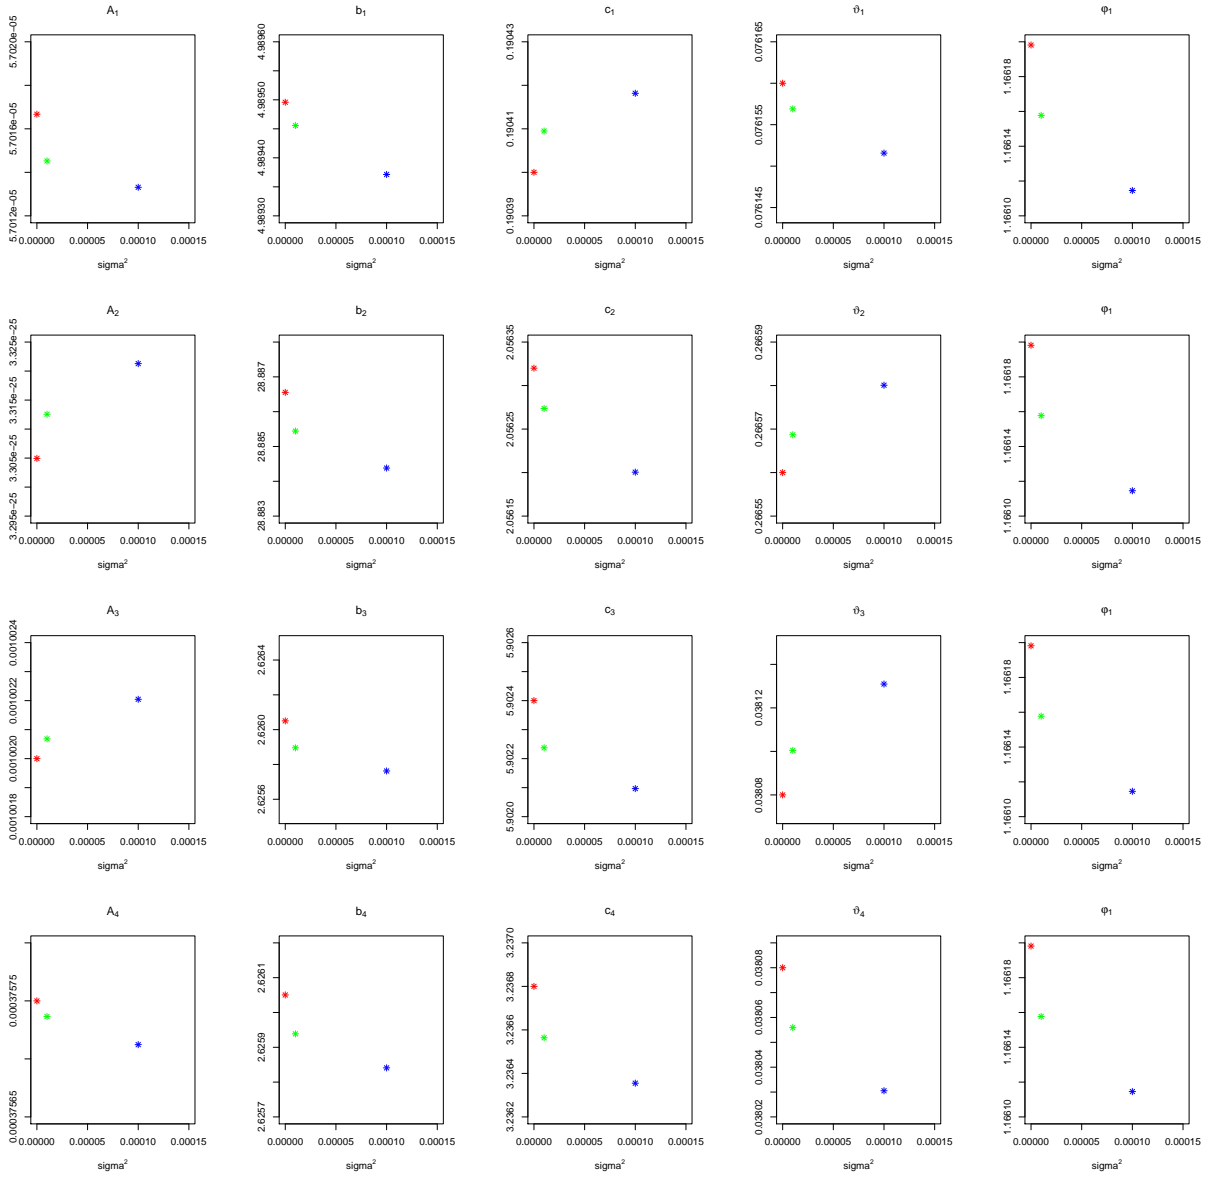 A₁ b₁ c₁ ϑ₁ φ₁
5.7012e−05 5.7016e−05 5.7020e−05
4.98930 4.98940 4.98950 4.98960
0.19039 0.19041 0.19043
0.076145 0.076155 0.076165
1.16610 1.16614 1.16618
0.00000 0.00005 0.00010 0.00015 0.00000 0.00005 0.00010 0.00015 0.00000 0.00005 0.00010 0.00015 0.00000 0.00005 0.00010 0.00015 0.00000 0.00005 0.00010 0.00015
sigma² sigma² sigma² sigma² sigma²
A₂ b₂ c₂ ϑ₂ φ₁
3.295e−25 3.305e−25 3.315e−25 3.325e−25
28.883 28.885 28.887
2.05615 2.05625 2.05635
0.26655 0.26657 0.26659
1.16610 1.16614 1.16618
0.00000 0.00005 0.00010 0.00015 0.00000 0.00005 0.00010 0.00015 0.00000 0.00005 0.00010 0.00015 0.00000 0.00005 0.00010 0.00015 0.00000 0.00005 0.00010 0.00015
sigma² sigma² sigma² sigma² sigma²
A₃ b₃ c₃ ϑ₃ φ₁
0.0010018 0.0010020 0.0010022 0.0010024
2.6256 2.6260 2.6264
5.9020 5.9022 5.9024 5.9026
0.03808 0.03812
1.16610 1.16614 1.16618
0.00000 0.00005 0.00010 0.00015 0.00000 0.00005 0.00010 0.00015 0.00000 0.00005 0.00010 0.00015 0.00000 0.00005 0.00010 0.00015 0.00000 0.00005 0.00010 0.00015
sigma² sigma² sigma² sigma² sigma²
A₄ b₄ c₄ ϑ₄ φ₁
0.00037565 0.00037575
2.6257 2.6259 2.6261
3.2362 3.2364 3.2366 3.2368 3.2370
0.03802 0.03804 0.03806 0.03808
1.16610 1.16614 1.16618
0.00000 0.00005 0.00010 0.00015 0.00000 0.00005 0.00010 0.00015 0.00000 0.00005 0.00010 0.00015 0.00000 0.00005 0.00010 0.00015 0.00000 0.00005 0.00010 0.00015
sigma² sigma² sigma² sigma² sigma²